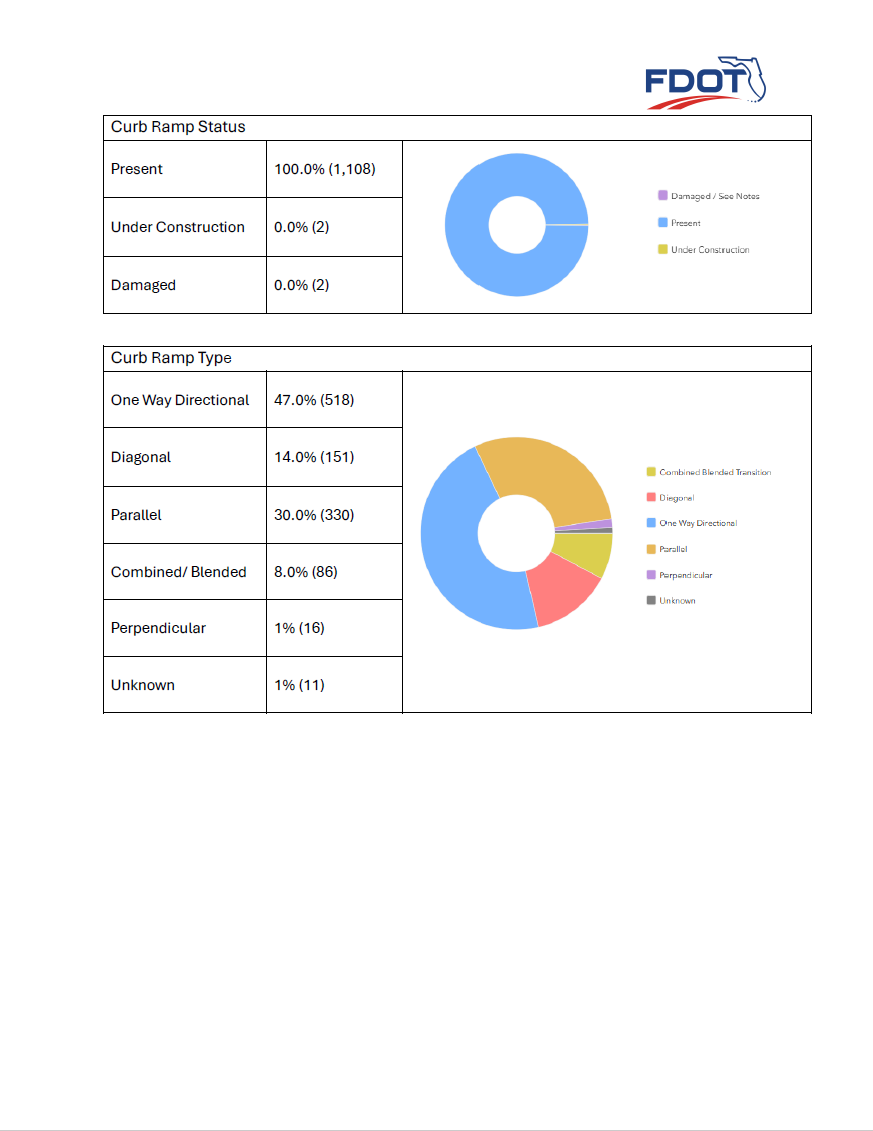 FDOT
Curb Ramp Status
Present 100.0% (1,108)
Under Construction 0.0% (2)
Damaged 0.0% (2)
Damaged / See Notes
Present
Under Construction
Curb Ramp Type
One Way Directional 47.0% (518)
Diagonal 14.0% (151)
Parallel 30.0% (330)
Combined/ Blended 8.0% (86)
Perpendicular 1% (16)
Unknown 1% (11)
Combined Blended Transition
Diegonal
One Way Directional
Parallel
Perpendicular
Unknown